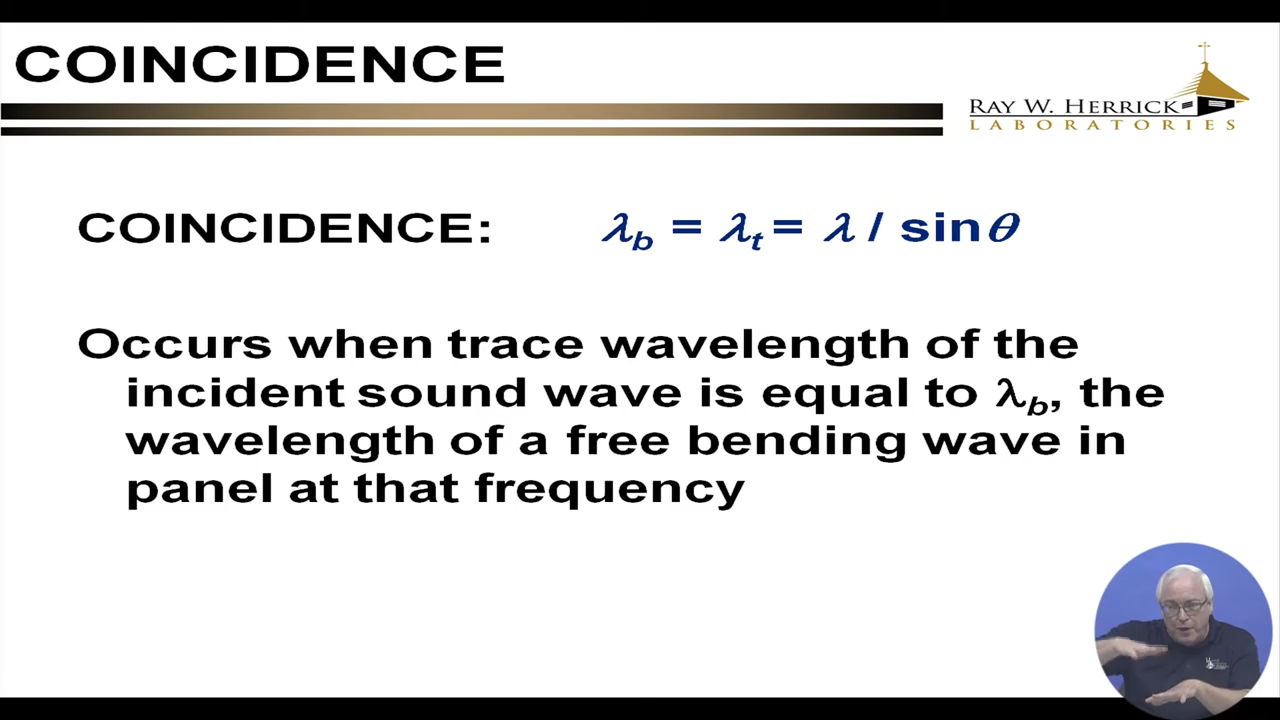 COINCIDENCE
RAY W. HERRICK
LABORATORIES
COINCIDENCE: λb = λt = λ / sinθ
Occurs when trace wavelength of the
incident sound wave is equal to λb, the
wavelength of a free bending wave in
panel at that frequency